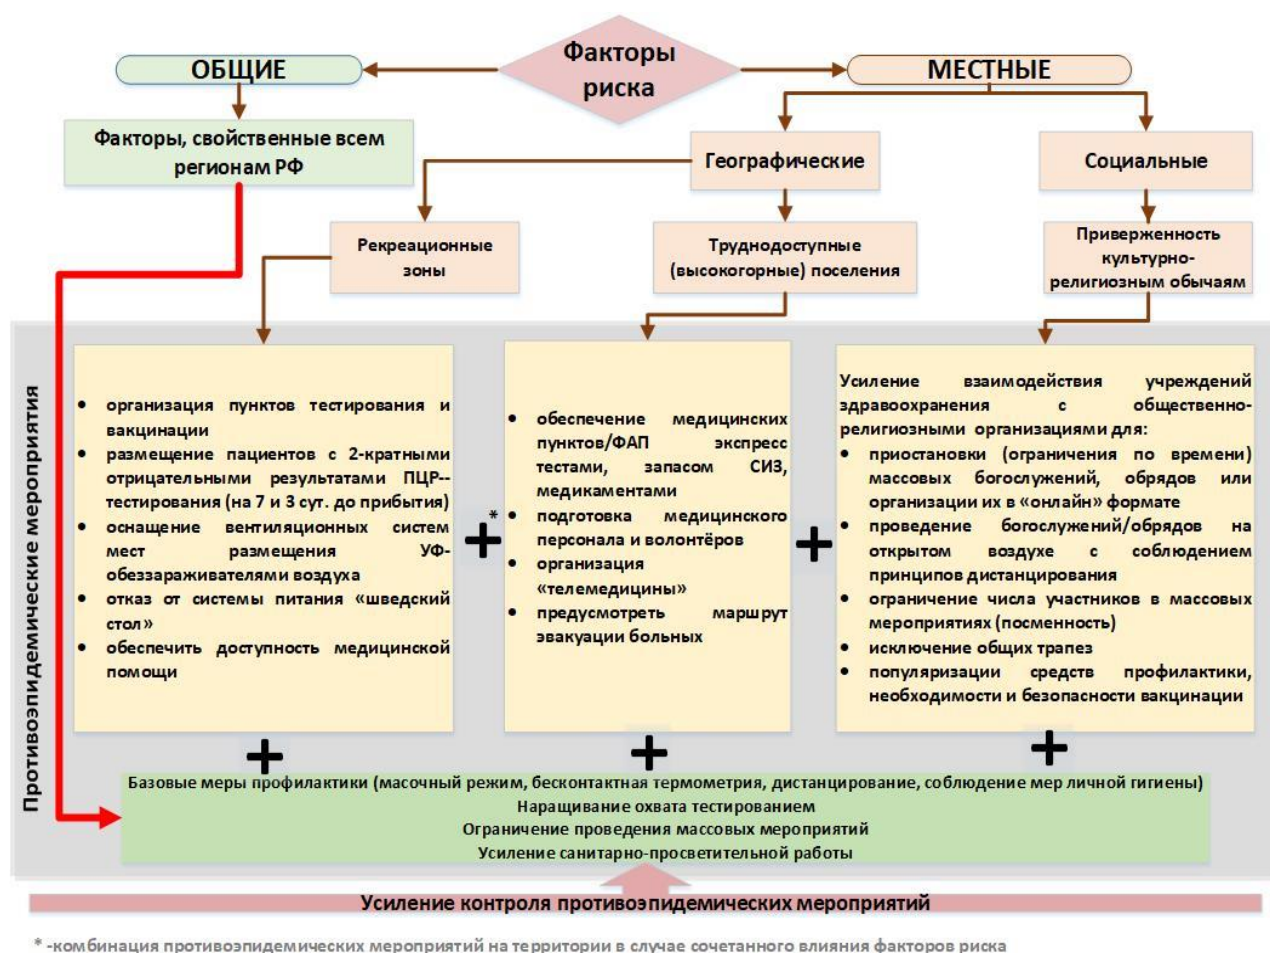 Факторы
риска
ОБЩИЕ
МЕСТНЫЕ
Факторы, свойственные всем
регионам РФ
Географические
Социальные
Рекреационные
зоны
Труднодоступные
(высокогорные) поселения
Приверженность
культурно-
религиозным обычаям
Противоэпидемические мероприятия
• организация пунктов тестирования и
вакцинации
• размещение пациентов с 2-кратными
отрицательными результатами ПЦР--
тестирования (на 7 и 3 сут. до прибытия)
• оснащение вентиляционных систем
мест размещения УФ-
обеззараживателями воздуха
• отказ от системы питания «шведский
стол»
• обеспечить доступность медицинской
помощи
+*
• обеспечение медицинских
пунктов/ФАП экспресс
тестами, запасом СИЗ,
медикаментами
• подготовка медицинского
персонала и волонтёров
• организация
«телемедицины»
• предусмотреть маршрут
эвакуации больных
+
Усиление взаимодействия учреждений
здравоохранения с общественно-
религиозными организациями для:
• приостановки (ограничения по времени)
массовых богослужений, обрядов или
организации их в «онлайн» формате
• проведение богослужений/обрядов на
открытом воздухе с соблюдением
принципов дистанцирования
• ограничение числа участников в массовых
мероприятиях (посменность)
• исключение общих трапез
• популяризации средств профилактики,
необходимости и безопасности вакцинации
+
+
+
Базовые меры профилактики (масочный режим, бесконтактная термометрия, дистанцирование, соблюдение мер личной гигиены)
Наращивание охвата тестированием
Ограничение проведения массовых мероприятий
Усиление санитарно-просветительной работы
Усиление контроля противоэпидемических мероприятий
* -комбинация противоэпидемических мероприятий на территории в случае сочетанного влияния факторов риска